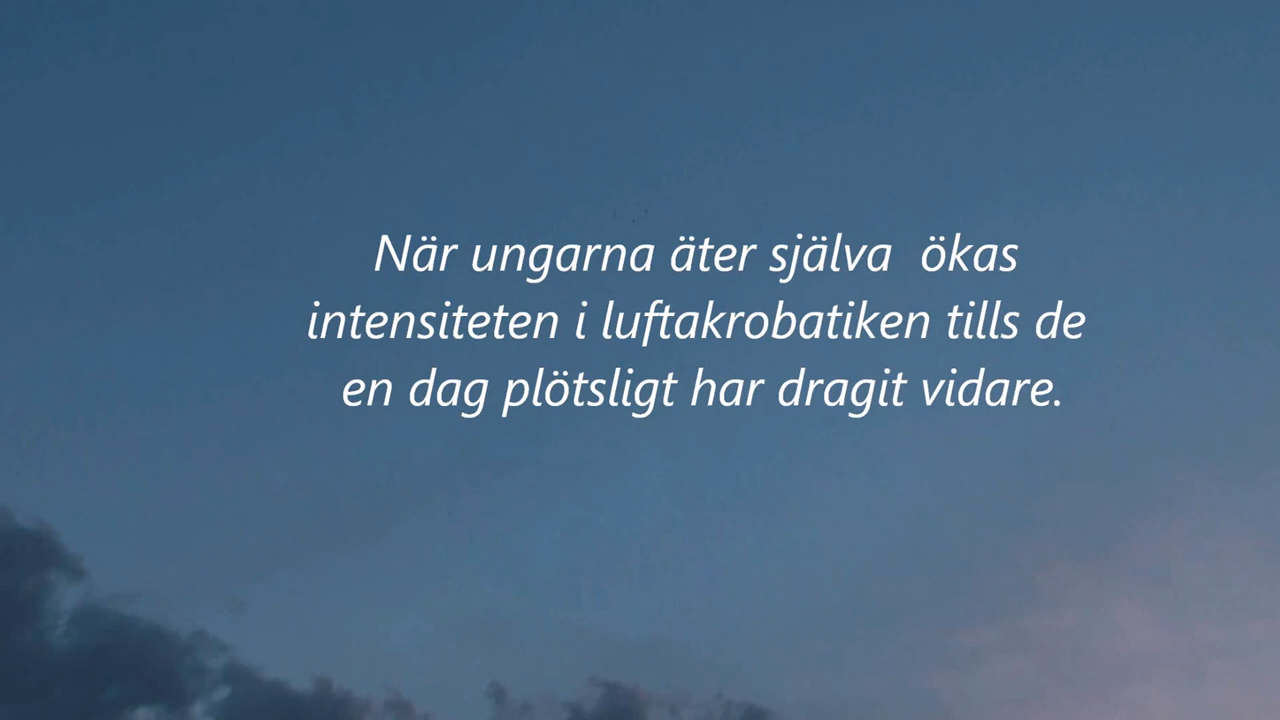 När ungarna äter själva  ökas
intensiteten i luftakrobatiken tills de
en dag plötsligt har dragit vidare.